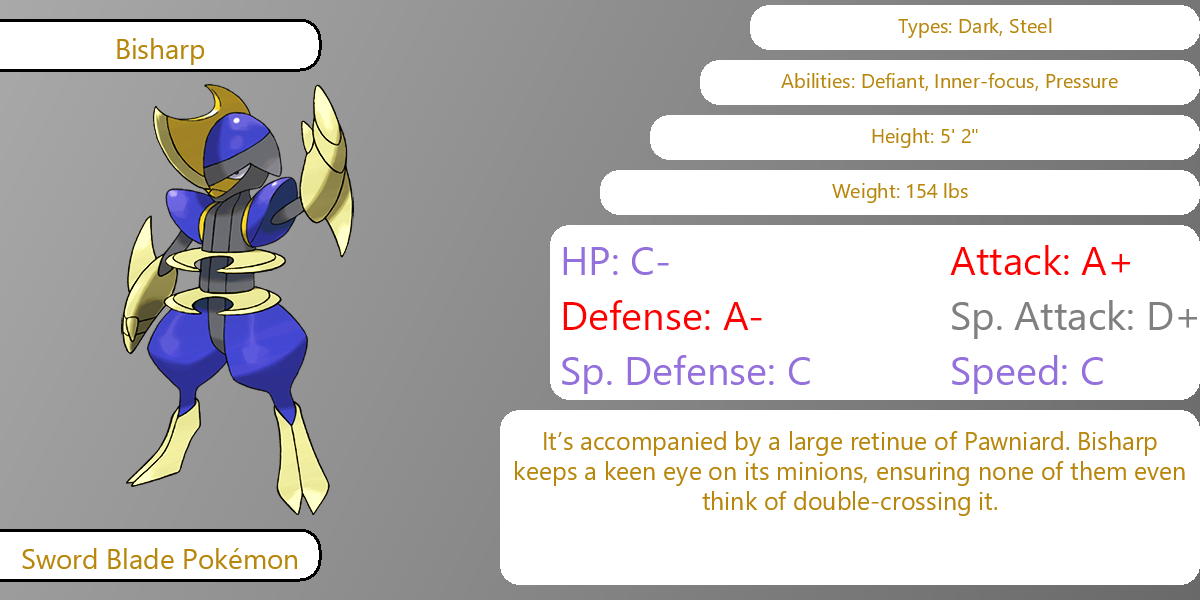 Bisharp
Types: Dark, Steel
Abilities: Defiant, Inner-focus, Pressure
Height: 5' 2"
Weight: 154 lbs
HP: C-
Attack: A+
Defense: A-
Sp. Attack: D+
Sp. Defense: C
Speed: C
It’s accompanied by a large retinue of Pawniard. Bisharp
keeps a keen eye on its minions, ensuring none of them even
think of double-crossing it.
Sword Blade Pokémon